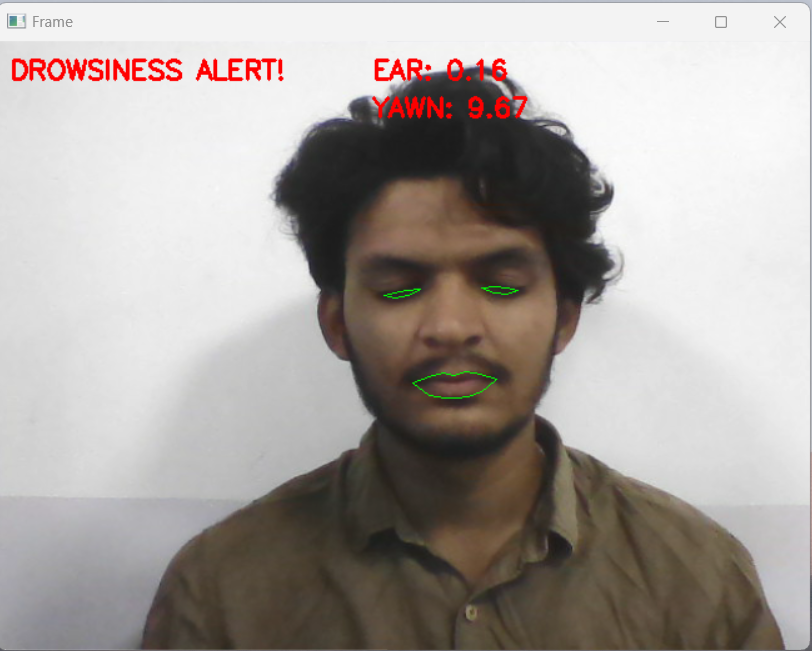 Frame
DROWSINESS ALERT!
EAR: 0.16
YAWN: 9.67